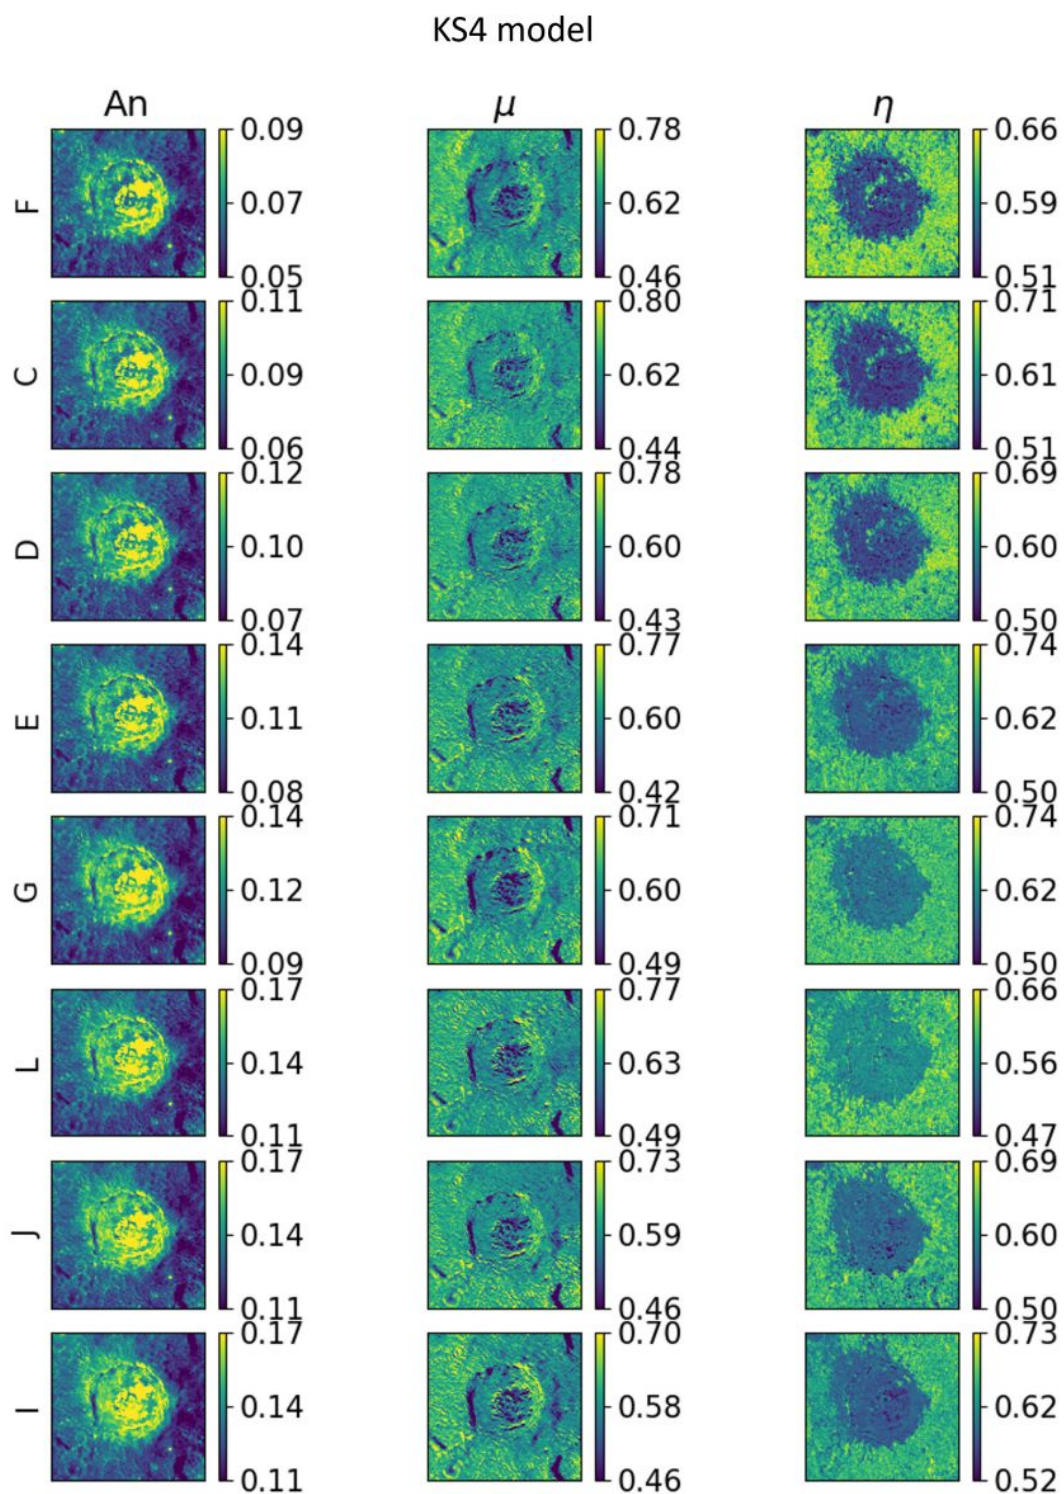 KS4 model
An μ η
F 0.09 0.07 0.05 0.78 0.62 0.46 0.66 0.59 0.51
C 0.11 0.09 0.06 0.80 0.62 0.44 0.71 0.61 0.51
D 0.12 0.10 0.07 0.78 0.60 0.43 0.69 0.60 0.50
E 0.14 0.11 0.08 0.77 0.60 0.42 0.74 0.62 0.50
G 0.14 0.12 0.09 0.71 0.60 0.49 0.74 0.62 0.50
L 0.17 0.14 0.11 0.77 0.63 0.49 0.66 0.56 0.47
J 0.17 0.14 0.11 0.73 0.59 0.46 0.69 0.60 0.50
I 0.17 0.14 0.11 0.70 0.58 0.46 0.73 0.62 0.52